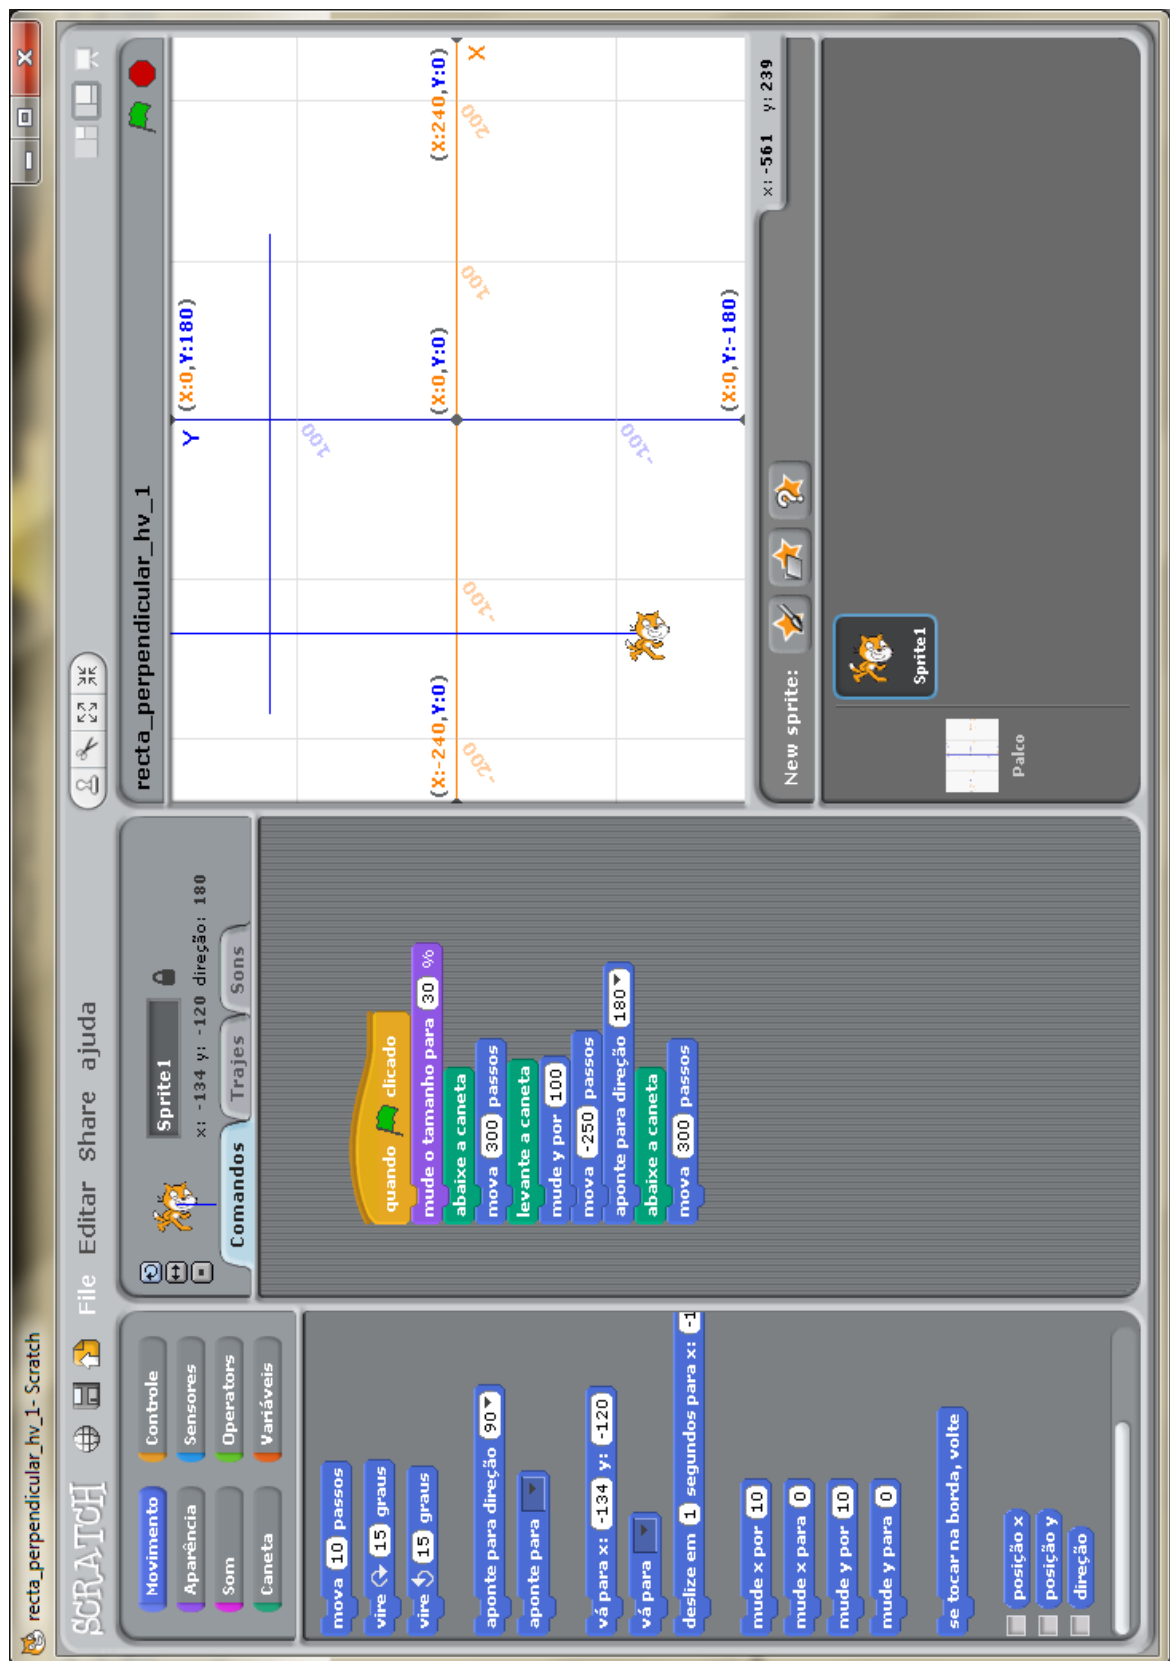 recta_perpendicular_hv_1- Scratch
SCRATCH
File Editar Share ajuda
Movimento Controle
Aparência Sensores
Som Operators
Caneta Variáveis
mova 10 passos
vire 15 graus
vire 15 graus
aponte para direção 90
aponte para
vá para x: -134 y: -120
vá para
deslize em 1 segundos para x: -1
mude x por 10
mude x para 0
mude y por 10
mude y para 0
se tocar na borda, volte
posição x
posição y
direção
Sprite1
x: -134 y: -120 direção: 180
Comandos Trajes Sons
quando clicado
mude o tamanho para 30 %
abaixe a caneta
mova 300 passos
levante a caneta
mude y por 100
mova -250 passos
aponte para direção 180
abaixe a caneta
mova 300 passos
recta_perpendicular_hv_1
Y (X:0,Y:180)
100
(X:-240,Y:0) (X:0,Y:0) (X:240,Y:0)
-200 -100 100 200 X
-100
(X:0,Y:-180)
x: -561 y: 239
New sprite:
Sprite1
Palco